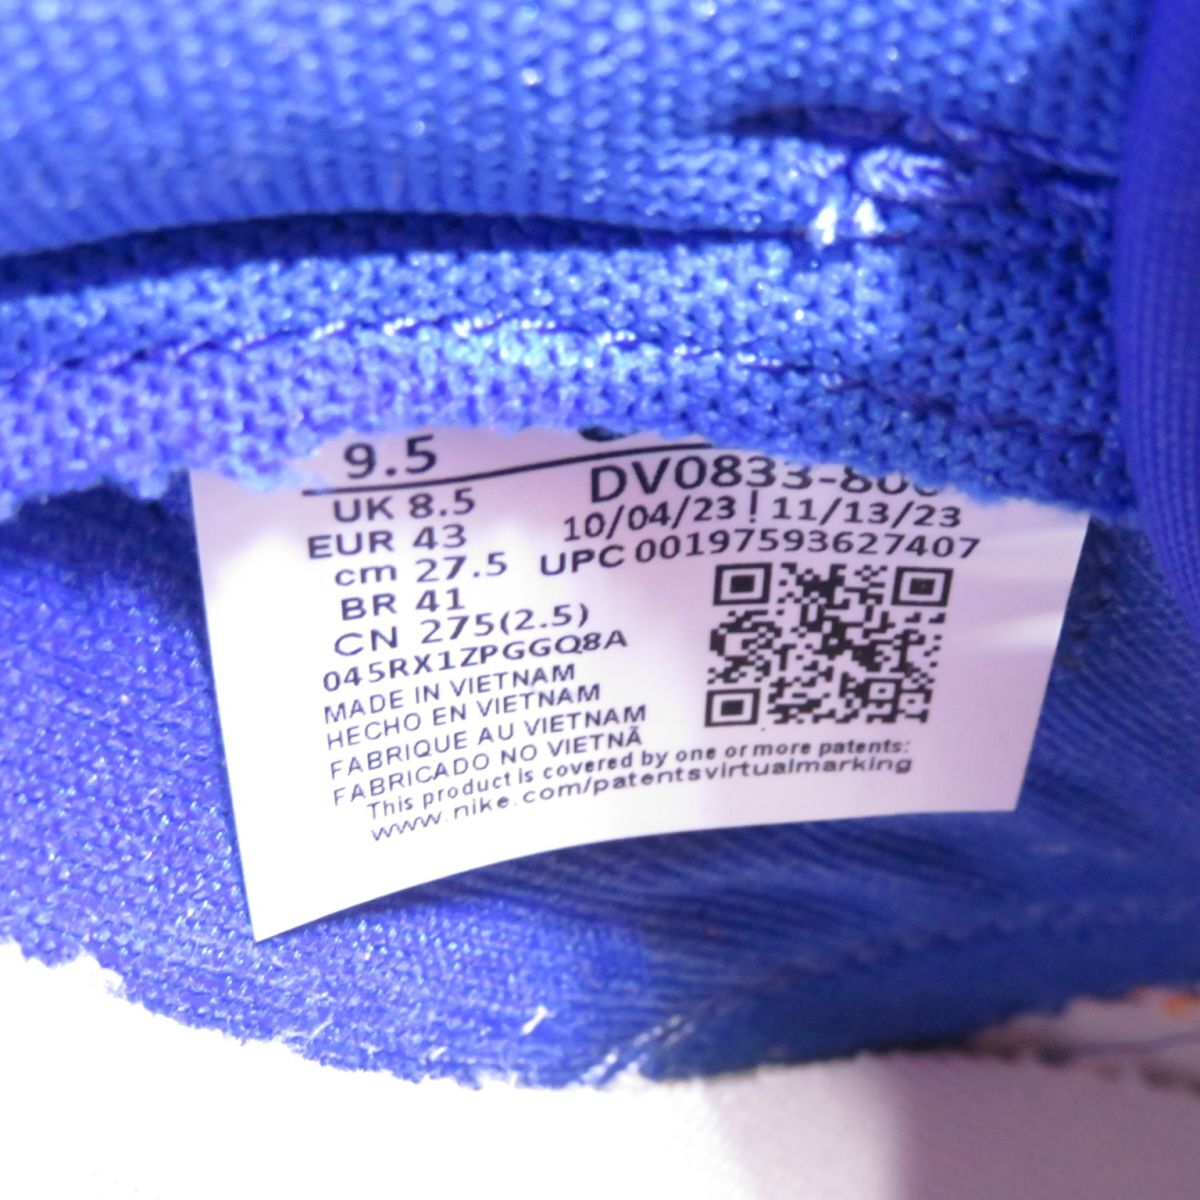 9.5
UK 8.5
EUR 43
cm 27.5
BR 41
CN 275(2.5)
045RX1ZPGGQ8A
MADE IN VIETNAM
HECHO EN VIETNAM
FABRIQUE AU VIETNAM
FABRICADO NO VIETNÃ
This product is covered by one or more patents:
www.nike.com/patentsvirtualmarking
10/04/23 ! 11/13/23
UPC 00197593627407